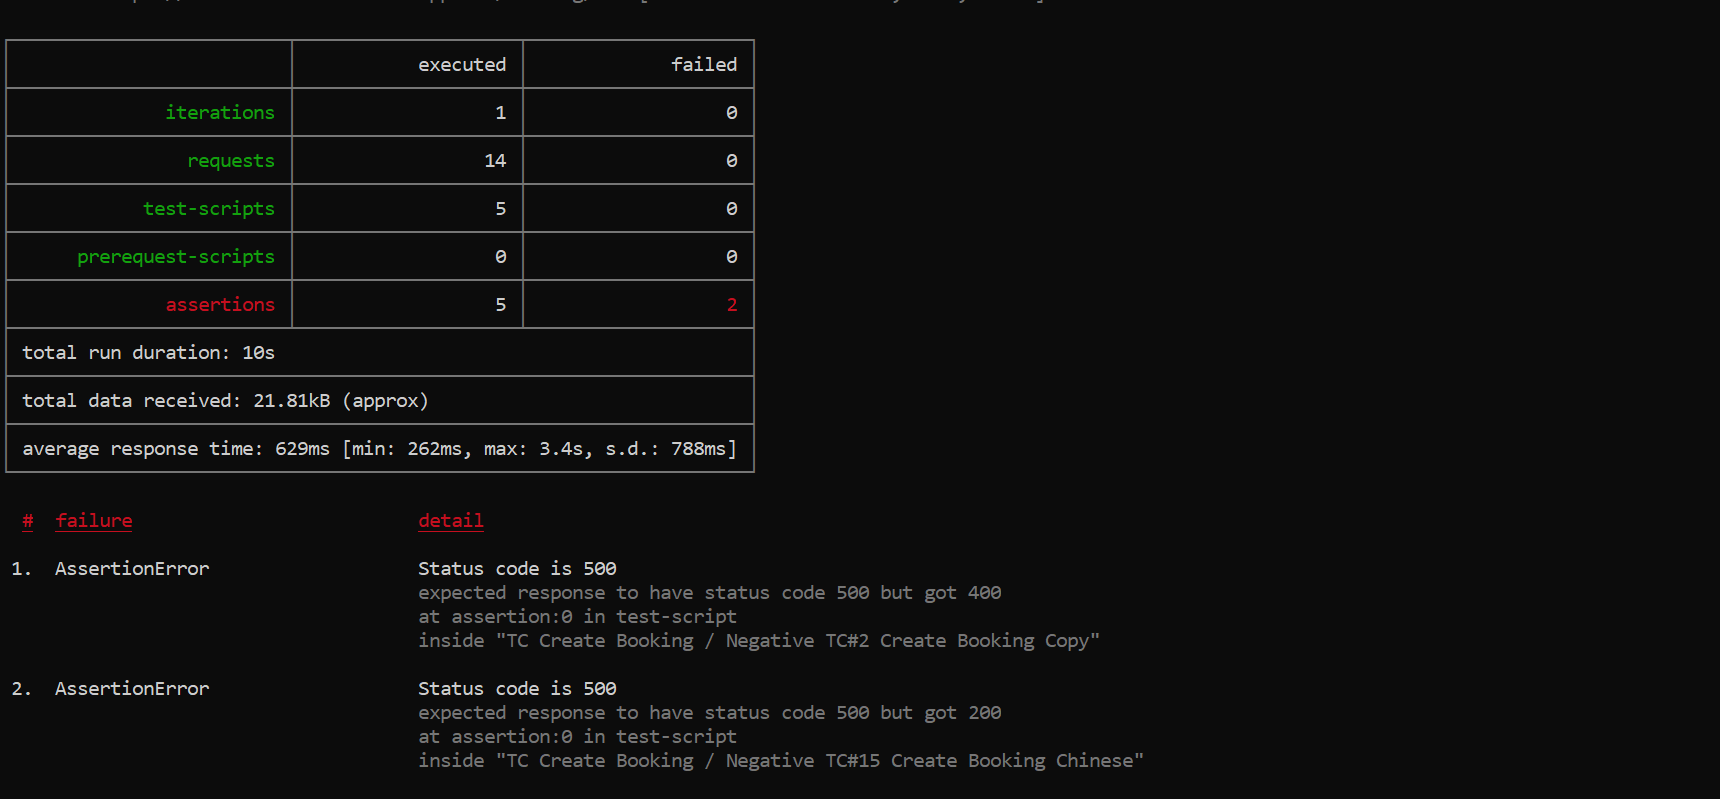 executed failed
iterations 1 0
requests 14 0
test-scripts 5 0
prerequest-scripts 0 0
assertions 5 2
total run duration: 10s
total data received: 21.81kB (approx)
average response time: 629ms [min: 262ms, max: 3.4s, s.d.: 788ms]
# failure detail
1. AssertionError Status code is 500
expected response to have status code 500 but got 400
at assertion:0 in test-script
inside "TC Create Booking / Negative TC#2 Create Booking Copy"
2. AssertionError Status code is 500
expected response to have status code 500 but got 200
at assertion:0 in test-script
inside "TC Create Booking / Negative TC#15 Create Booking Chinese"